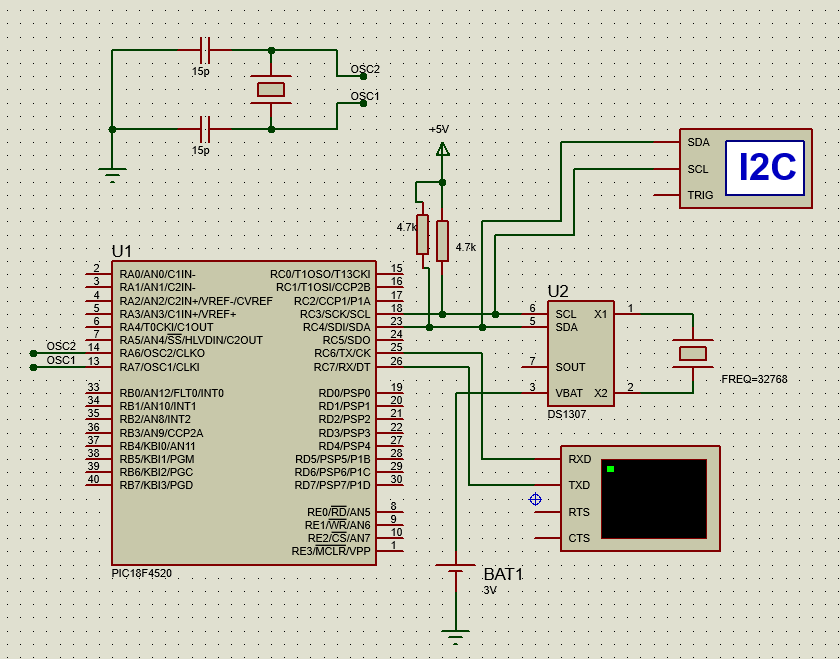 15p
OSC2
OSC1
15p
+5V
4.7k
4.7k
SDA
SCL
TRIG
I2C
U1
2 RA0/AN0/C1IN- RC0/T1OSO/T13CKI 15
3 RA1/AN1/C2IN- RC1/T1OSI/CCP2B 16
4 RA2/AN2/C2IN+/VREF-/CVREF RC2/CCP1/P1A 17
5 RA3/AN3/C1IN+/VREF+ RC3/SCK/SCL 18
6 RA4/T0CKI/C1OUT RC4/SDI/SDA 23
7 RA5/AN4/SS/HLVDIN/C2OUT RC5/SDO 24
OSC2 14 RA6/OSC2/CLKO RC6/TX/CK 25
OSC1 13 RA7/OSC1/CLKI RC7/RX/DT 26
33 RB0/AN12/FLT0/INT0 RD0/PSP0 19
34 RB1/AN10/INT1 RD1/PSP1 20
35 RB2/AN8/INT2 RD2/PSP2 21
36 RB3/AN9/CCP2A RD3/PSP3 22
37 RB4/KBI0/AN11 RD4/PSP4 27
38 RB5/KBI1/PGM RD5/PSP5/P1B 28
39 RB6/KBI2/PGC RD6/PSP6/P1C 29
40 RB7/KBI3/PGD RD7/PSP7/P1D 30
RE0/RD/AN5 8
RE1/WR/AN6 9
RE2/CS/AN7 10
RE3/MCLR/VPP 1
PIC18F4520
U2
6 SCL X1 1
5 SDA
7 SOUT
3 VBAT X2 2
DS1307
FREQ=32768
RXD
TXD
RTS
CTS
BAT1
3V